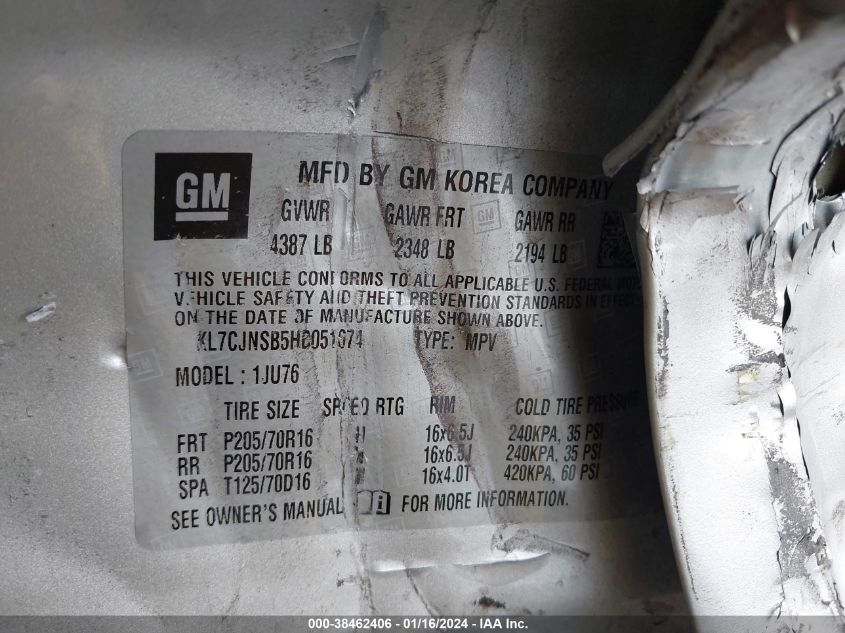 GM
MFD BY GM KOREA COMPANY
GVWR GAWR FRT GAWR RR
4387 LB 2348 LB 2194 LB
THIS VEHICLE CONFORMS TO ALL APPLICABLE U.S. FEDERAL
VEHICLE SAFETY AND THEFT PREVENTION STANDARDS IN EFFECT
ON THE DATE OF MANUFACTURE SHOWN ABOVE.
KL7CJNSB5HB051674 TYPE: MPV
MODEL : 1JU76
TIRE SIZE SPEED RTG RIM COLD TIRE PRESSURE
FRT P205/70R16 H 16x6.5J 240KPA, 35 PSI
RR P205/70R16 16x6.5J 240KPA, 35 PSI
SPA T125/70D16 M 16x4.0T 420KPA, 60 PSI
SEE OWNER'S MANUAL FOR MORE INFORMATION.
000-38462406 - 01/16/2024 - IAA Inc.